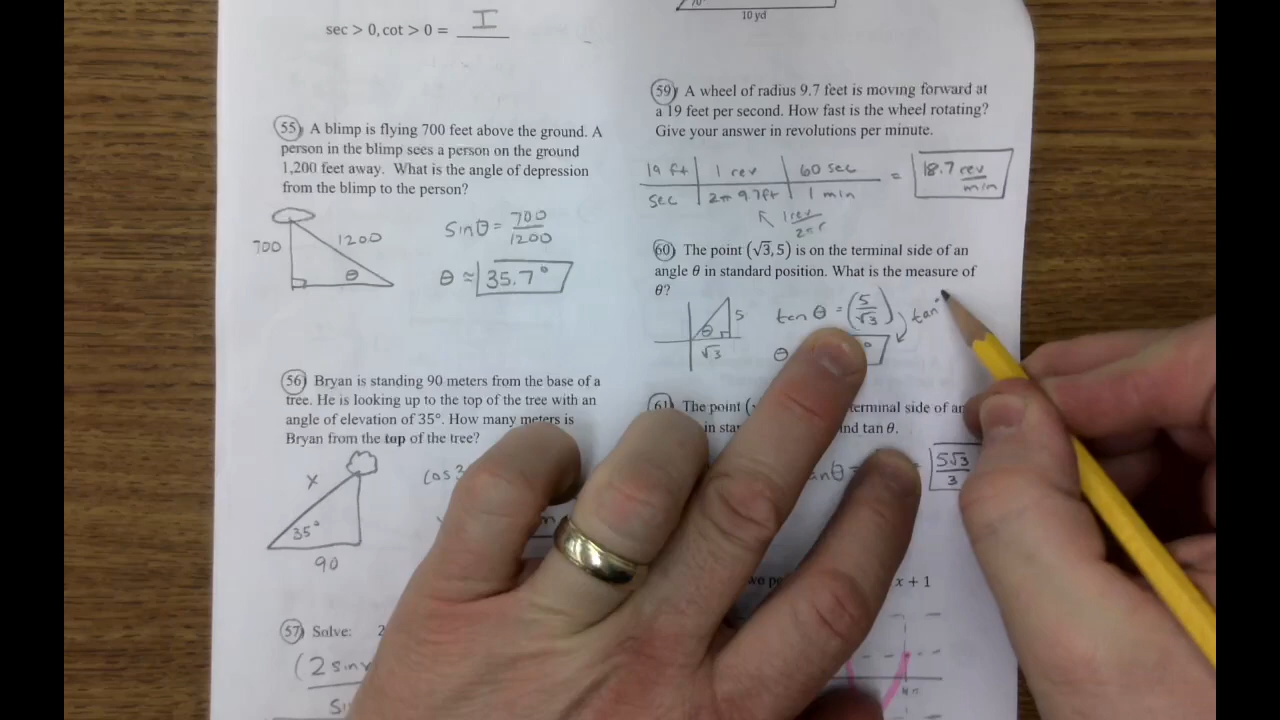 sec > 0, cot > 0 = I
10 yd
55) A blimp is flying 700 feet above the ground. A
person in the blimp sees a person on the ground
1,200 feet away. What is the angle of depression
from the blimp to the person?
700
1200
θ
sinθ = 700/1200
θ ≈ 35.7°
56) Bryan is standing 90 meters from the base of a
tree. He is looking up to the top of the tree with an
angle of elevation of 35°. How many meters is
Bryan from the top of the tree?
x
35°
90
cos 3
57) Solve: 2
(2 sin
59) A wheel of radius 9.7 feet is moving forward at
a 19 feet per second. How fast is the wheel rotating?
Give your answer in revolutions per minute.
19 ft | 1 rev | 60 sec
sec | 2π 9.7ft | 1 min
= 18.7 rev/min
1 rev/2πr
60) The point (√3, 5) is on the terminal side of an
angle θ in standard position. What is the measure of
θ?
θ
5
√3
tan θ = (5/√3)
tan⁻
θ
°
61) The point ( terminal side of an
in and tan θ.
anθ = = 5√3/3
x + 1